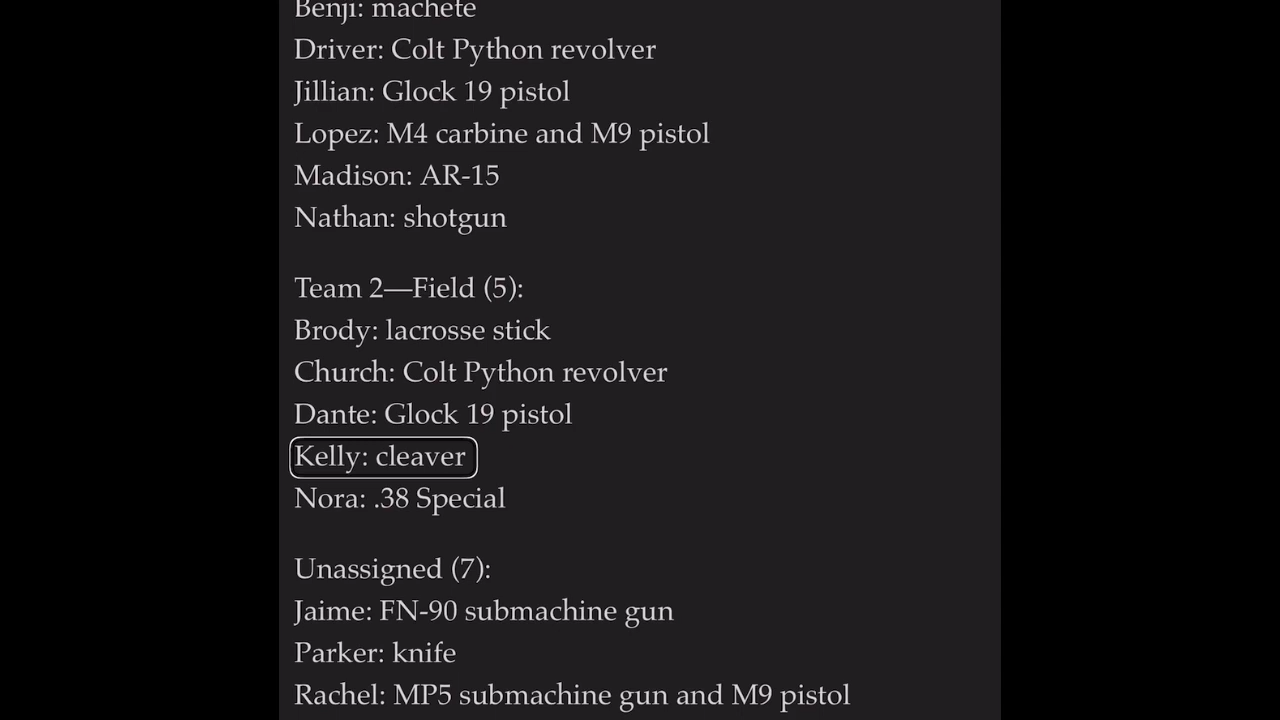 Benji: machete
Driver: Colt Python revolver
Jillian: Glock 19 pistol
Lopez: M4 carbine and M9 pistol
Madison: AR-15
Nathan: shotgun
Team 2—Field (5):
Brody: lacrosse stick
Church: Colt Python revolver
Dante: Glock 19 pistol
Kelly: cleaver
Nora: .38 Special
Unassigned (7):
Jaime: FN-90 submachine gun
Parker: knife
Rachel: MP5 submachine gun and M9 pistol